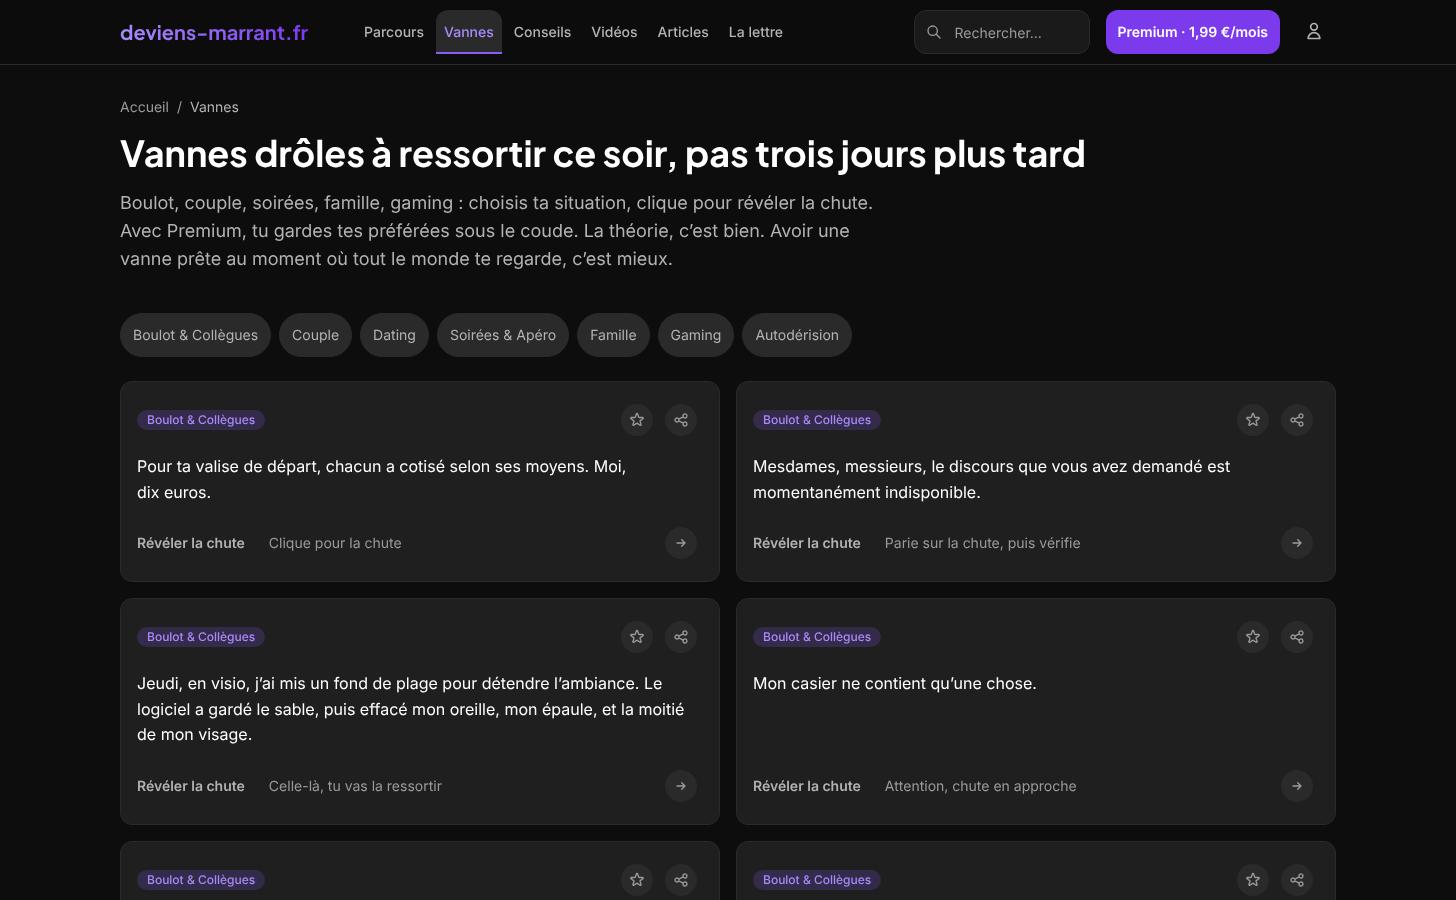 deviens-marrant.fr
Parcours
Vannes
Conseils
Vidéos
Articles
La lettre
Rechercher...
Premium · 1,99 €/mois
Accueil / Vannes
Vannes drôles à ressortir ce soir, pas trois jours plus tard
Boulot, couple, soirées, famille, gaming : choisis ta situation, clique pour révéler la chute.
Avec Premium, tu gardes tes préférées sous le coude. La théorie, c’est bien. Avoir une
vanne prête au moment où tout le monde te regarde, c’est mieux.
Boulot & Collègues
Couple
Dating
Soirées & Apéro
Famille
Gaming
Autodérision
Boulot & Collègues
Pour ta valise de départ, chacun a cotisé selon ses moyens. Moi,
dix euros.
Révéler la chute
Clique pour la chute
Boulot & Collègues
Mesdames, messieurs, le discours que vous avez demandé est
momentanément indisponible.
Révéler la chute
Parie sur la chute, puis vérifie
Boulot & Collègues
Jeudi, en visio, j’ai mis un fond de plage pour détendre l’ambiance. Le
logiciel a gardé le sable, puis effacé mon oreille, mon épaule, et la moitié
de mon visage.
Révéler la chute
Celle-là, tu vas la ressortir
Boulot & Collègues
Mon casier ne contient qu’une chose.
Révéler la chute
Attention, chute en approche
Boulot & Collègues
Boulot & Collègues